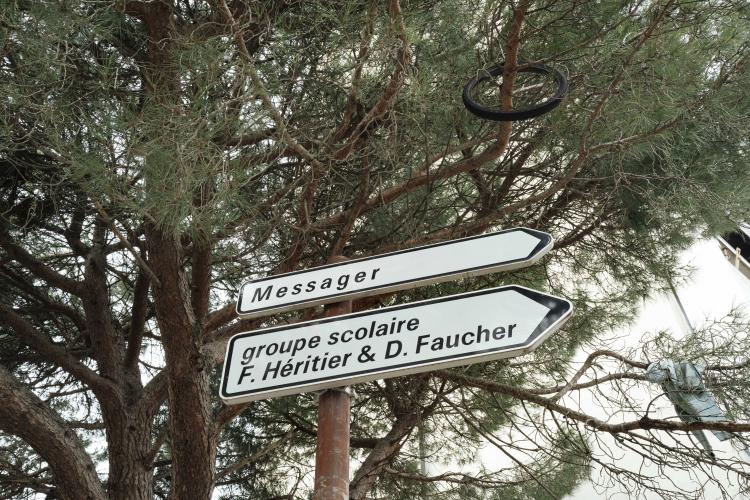 Messager
groupe scolaire
F. Héritier & D. Faucher